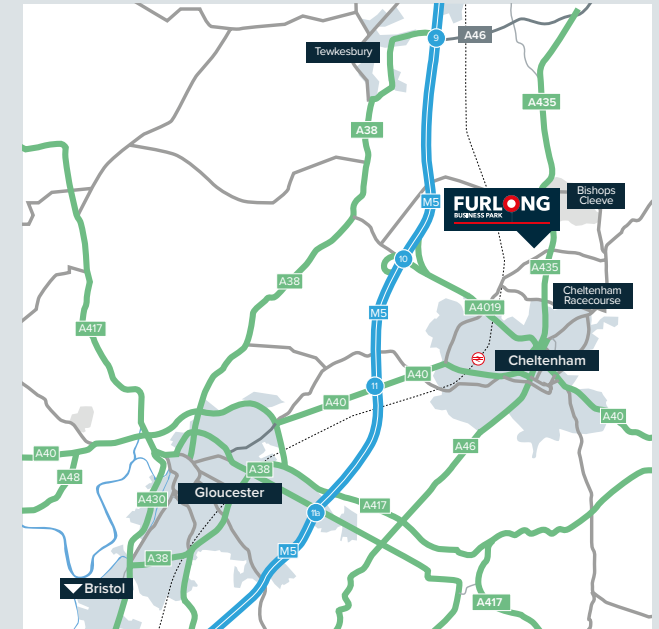 9
A46
Tewkesbury
A435
A38
Bishops
Cleeve
M5
FURLONG
BUSINESS PARK
10
A435
A38
Cheltenham
Racecourse
A4019
M5
A417
Cheltenham
A40
11
A40
A40
A46
A40
A38
A48
Gloucester
A430
A417
11a
M5
A38
Bristol
A417